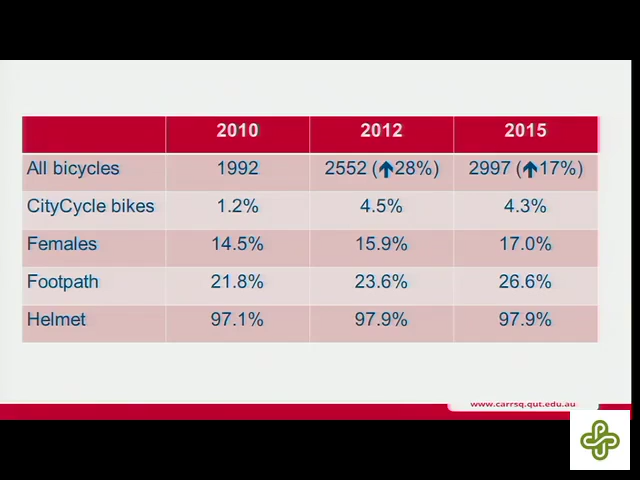 2010 2012 2015
All bicycles 1992 2552 (🡅28%) 2997 (🡅17%)
CityCycle bikes 1.2% 4.5% 4.3%
Females 14.5% 15.9% 17.0%
Footpath 21.8% 23.6% 26.6%
Helmet 97.1% 97.9% 97.9%
www.carrsq.qut.edu.au